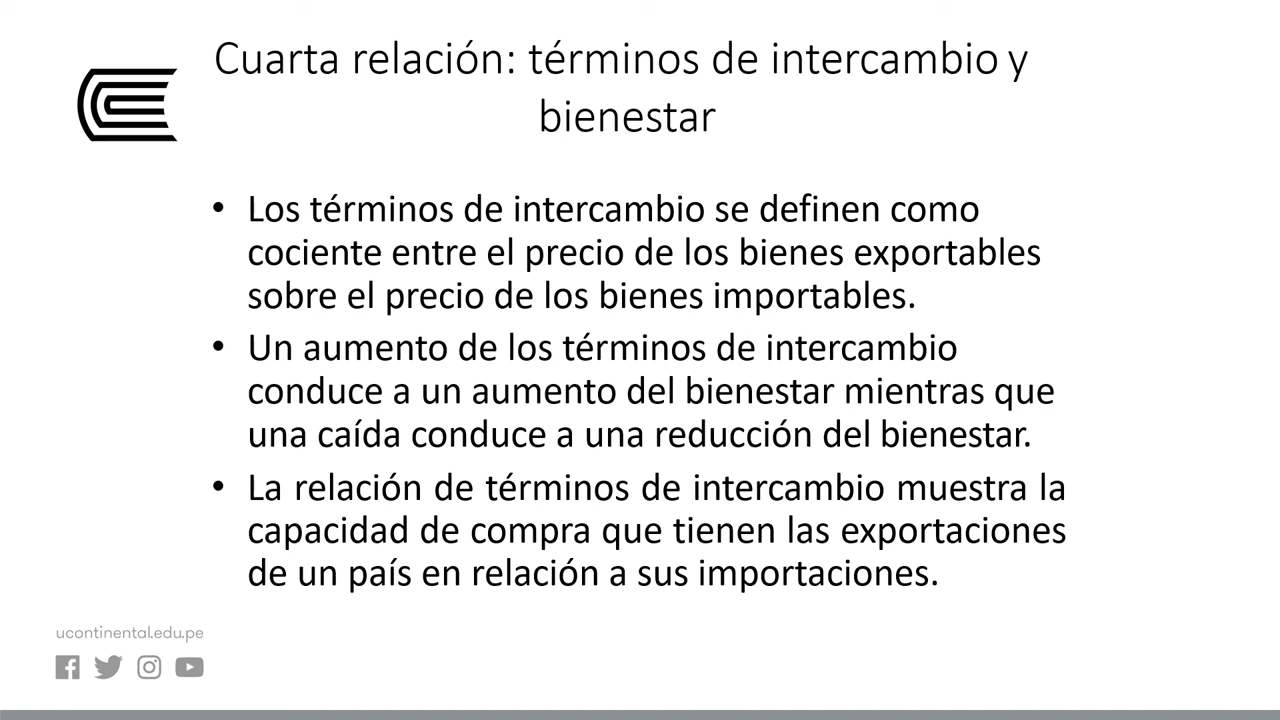 Cuarta relación: términos de intercambio y
bienestar
• Los términos de intercambio se definen como
cociente entre el precio de los bienes exportables
sobre el precio de los bienes importables.
• Un aumento de los términos de intercambio
conduce a un aumento del bienestar mientras que
una caída conduce a una reducción del bienestar.
• La relación de términos de intercambio muestra la
capacidad de compra que tienen las exportaciones
de un país en relación a sus importaciones.
ucontinental.edu.pe